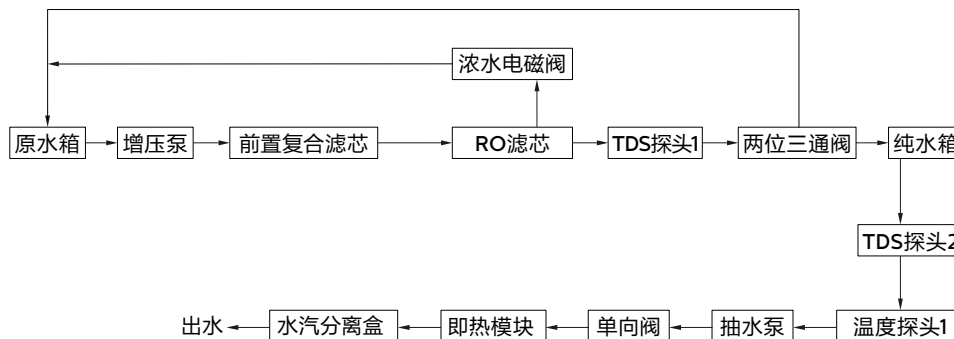 浓水电磁阀
原水箱
增压泵
前置复合滤芯
RO滤芯
TDS探头1
两位三通阀
纯水箱
TDS探头2
出水
水汽分离盒
即热模块
单向阀
抽水泵
温度探头1